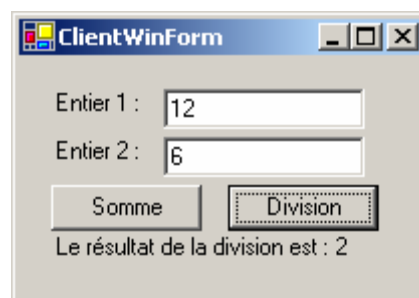 ClientWinForm
Entier 1 : 12
Entier 2 : 6
Somme Division
Le résultat de la division est : 2